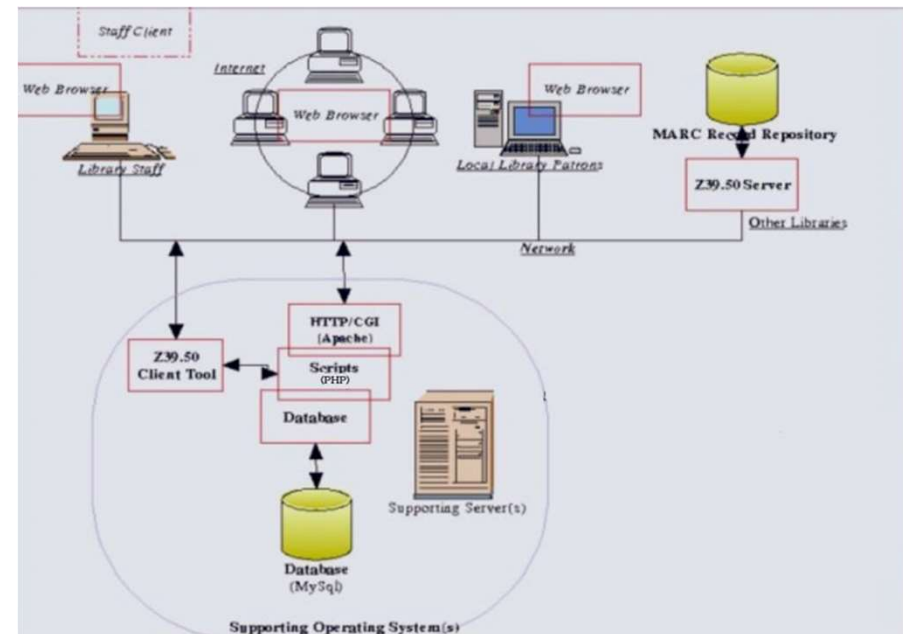 Staff Client
Internet
Web Browser
Web Browser
Web Browser
MARC Record Repository
Library Staff
Local Library Patrons
Z39.50 Server
Other Libraries
Network
HTTP/CGI
(Apache)
Z39.50
Client Tool
Scripts
(PHP)
Database
Supporting Server(s)
Database
(MySql)
Supporting Operating System(s)